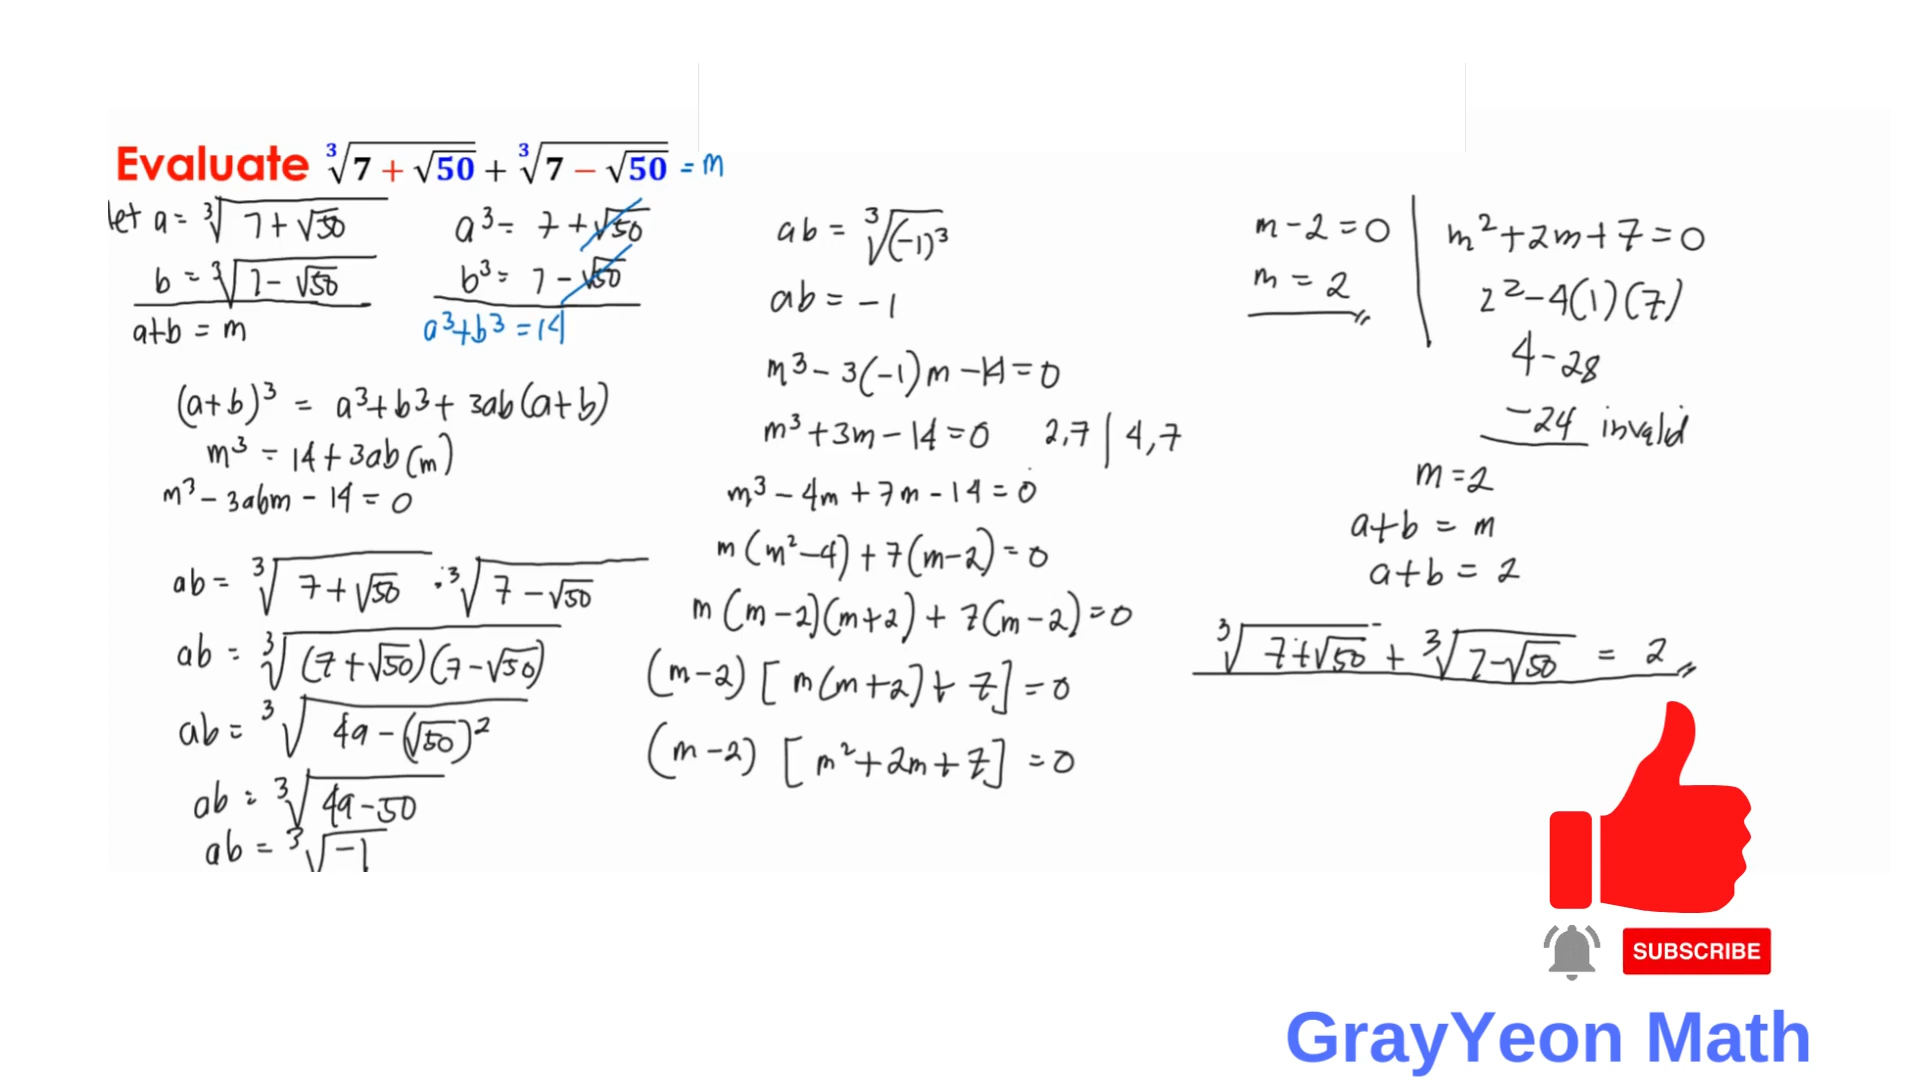 Evaluate ∛(7 + √50) + ∛(7 − √50) = m
let a = ∛(7+√50)
b = ∛(7-√50)
a+b = m
a³ = 7 + √50
b³ = 7 - √50
a³+b³ = 14
(a+b)³ = a³+b³ + 3ab(a+b)
m³ = 14 + 3ab(m)
m³ - 3abm - 14 = 0
ab = ∛(7+√50) · ∛(7-√50)
ab = ∛((7+√50)(7-√50))
ab = ∛(49-(√50)²)
ab = ∛(49-50)
ab = ∛(-1)
ab = ∛((-1)³)
ab = -1
m³ - 3(-1)m - 14 = 0
m³ + 3m - 14 = 0 2,7 | 4,7
m³ - 4m + 7m - 14 = 0
m(m²-4) + 7(m-2) = 0
m(m-2)(m+2) + 7(m-2) = 0
(m-2)[m(m+2) + 7] = 0
(m-2)[m²+2m+7] = 0
m-2 = 0
m = 2
m²+2m+7 = 0
2²-4(1)(7)
4-28
-24 invalid
m = 2
a+b = m
a+b = 2
∛(7+√50) + ∛(7-√50) = 2
SUBSCRIBE
GrayYeon Math